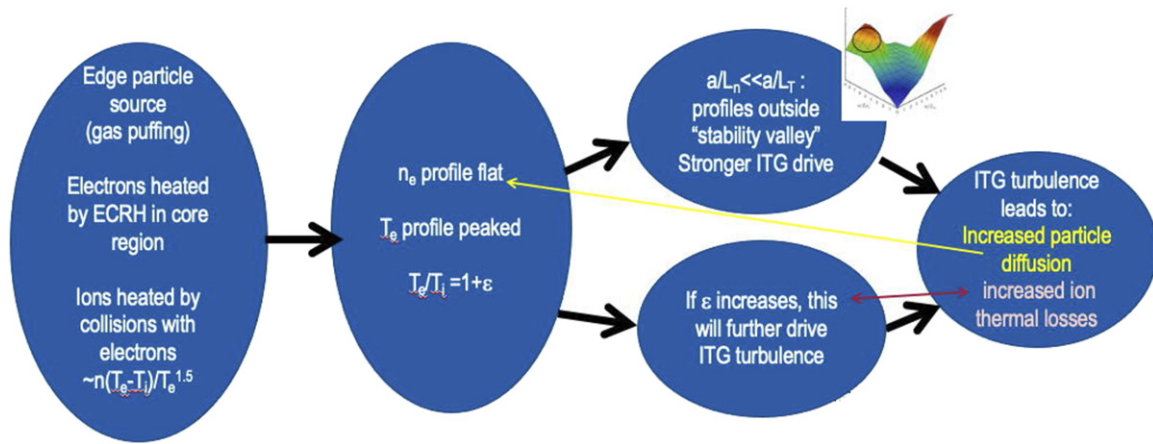 Edge particle
source
(gas puffing)
Electrons heated
by ECRH in core
region
Ions heated by
collisions with
electrons
~n(Te-Ti)/Te^1.5
ne profile flat
Te profile peaked
Te/Ti =1+ε
a/Ln<<a/LT :
profiles outside
“stability valley”
Stronger ITG drive
If ε increases, this
will further drive
ITG turbulence
ITG turbulence
leads to:
Increased particle
diffusion
increased ion
thermal losses